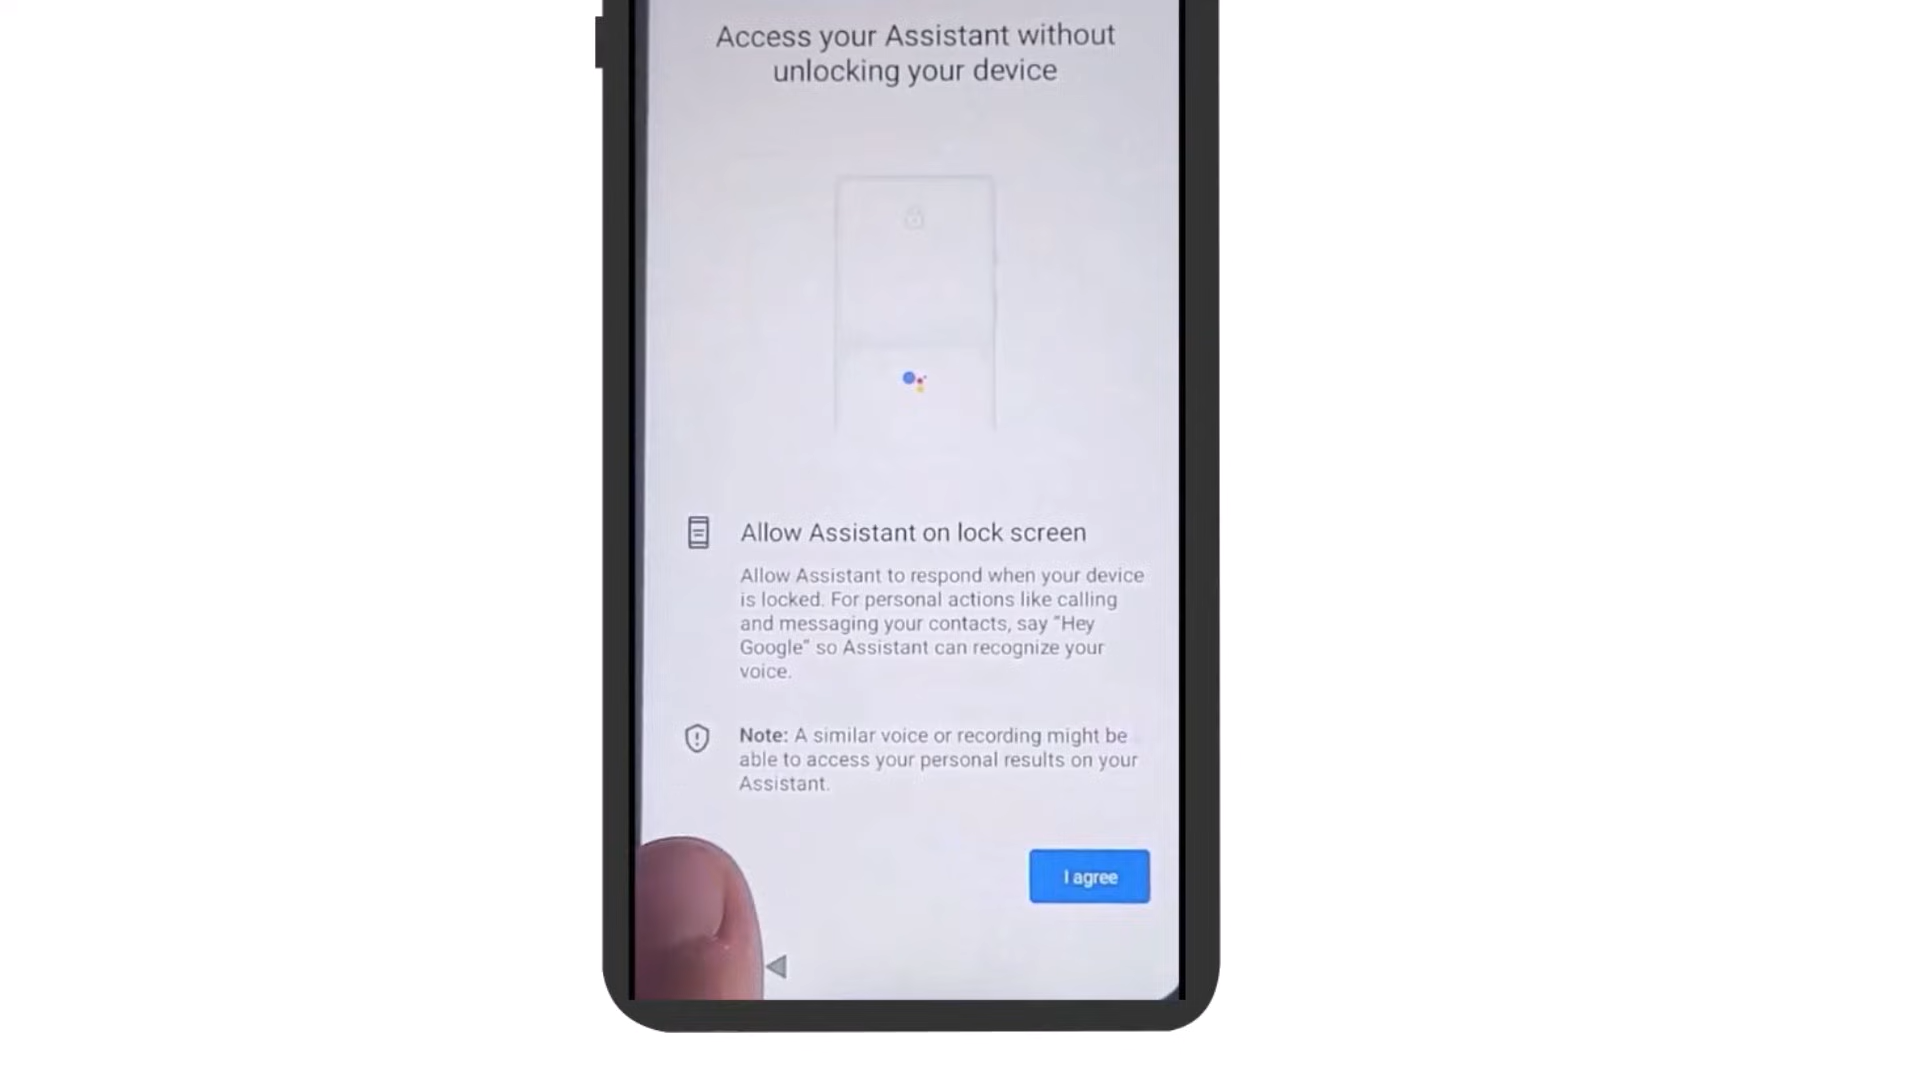 Access your Assistant without
unlocking your device
Allow Assistant on lock screen
Allow Assistant to respond when your device
is locked. For personal actions like calling
and messaging your contacts, say "Hey
Google" so Assistant can recognize your
voice.
Note: A similar voice or recording might be
able to access your personal results on your
Assistant.
I agree